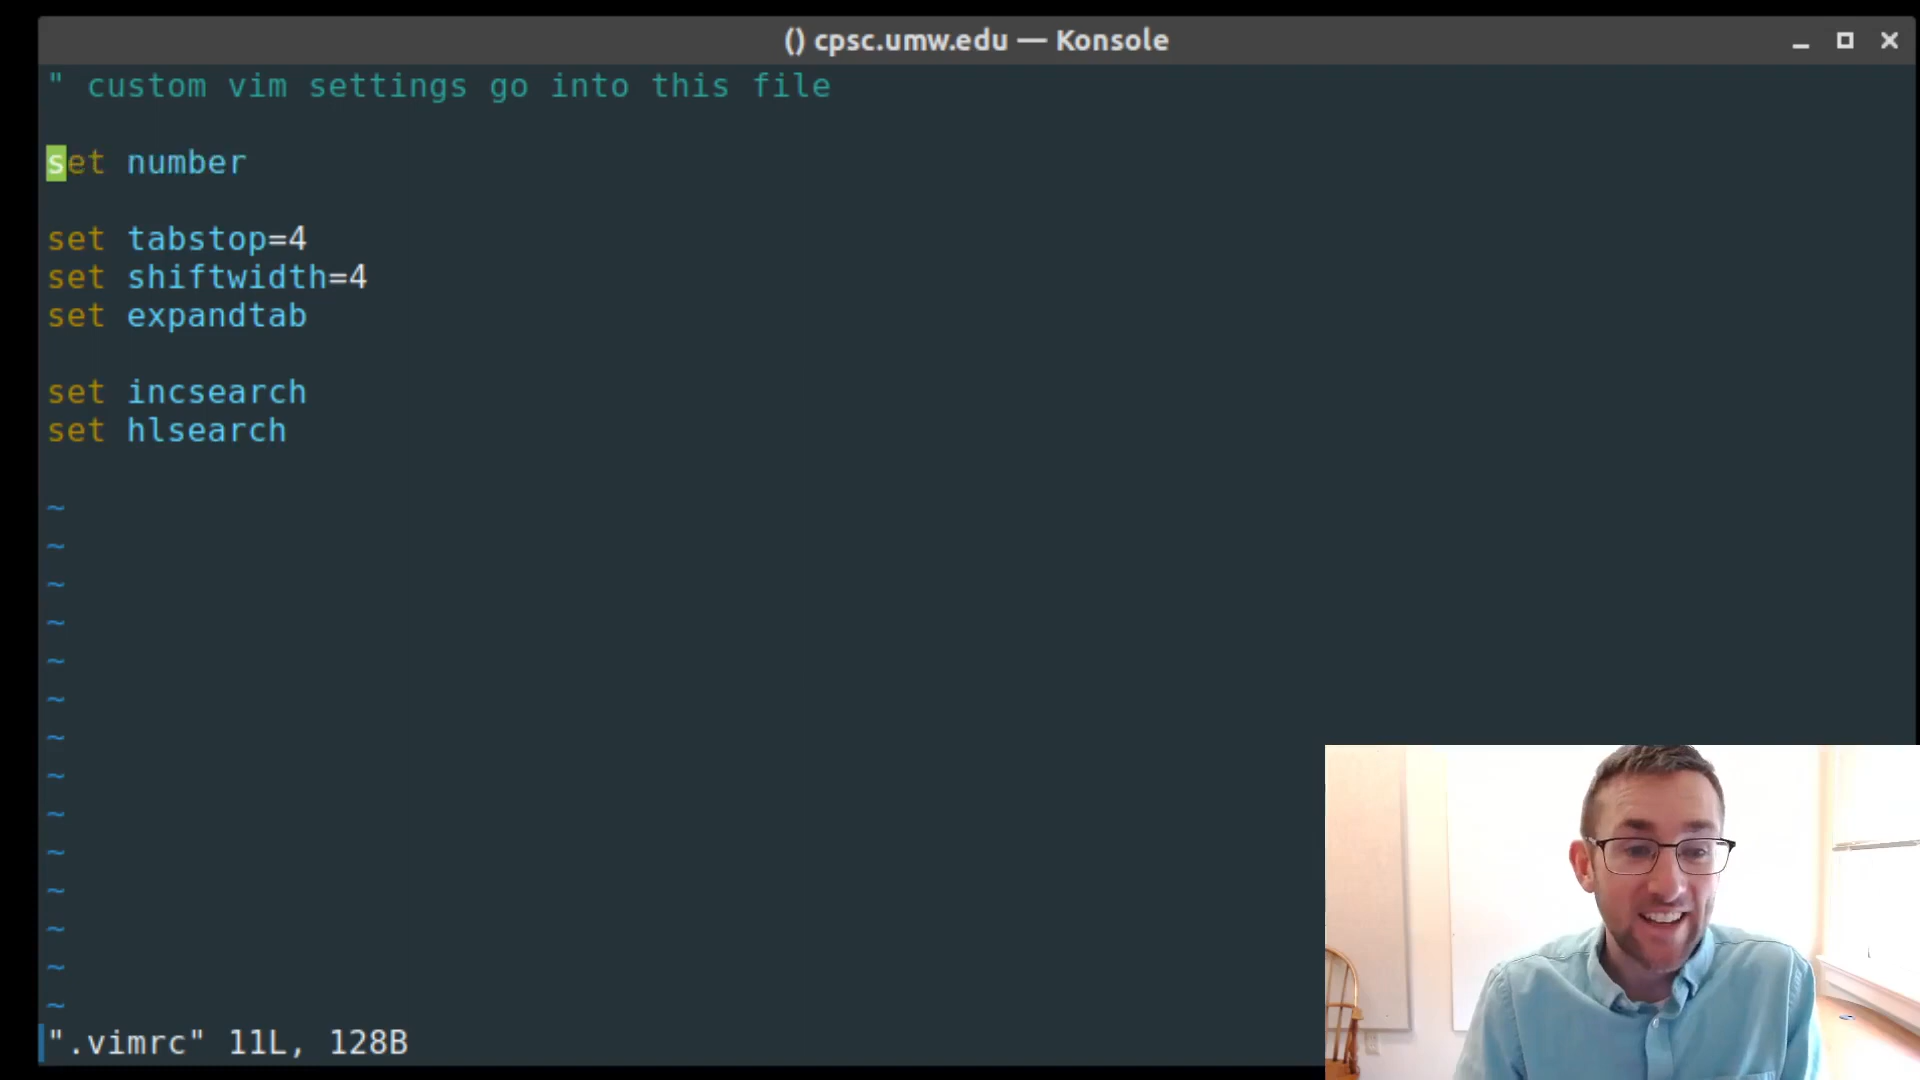 () cpsc.umw.edu — Konsole
" custom vim settings go into this file
set number
set tabstop=4
set shiftwidth=4
set expandtab
set incsearch
set hlsearch
~
~
~
~
~
~
~
~
~
~
~
~
~
~
".vimrc" 11L, 128B